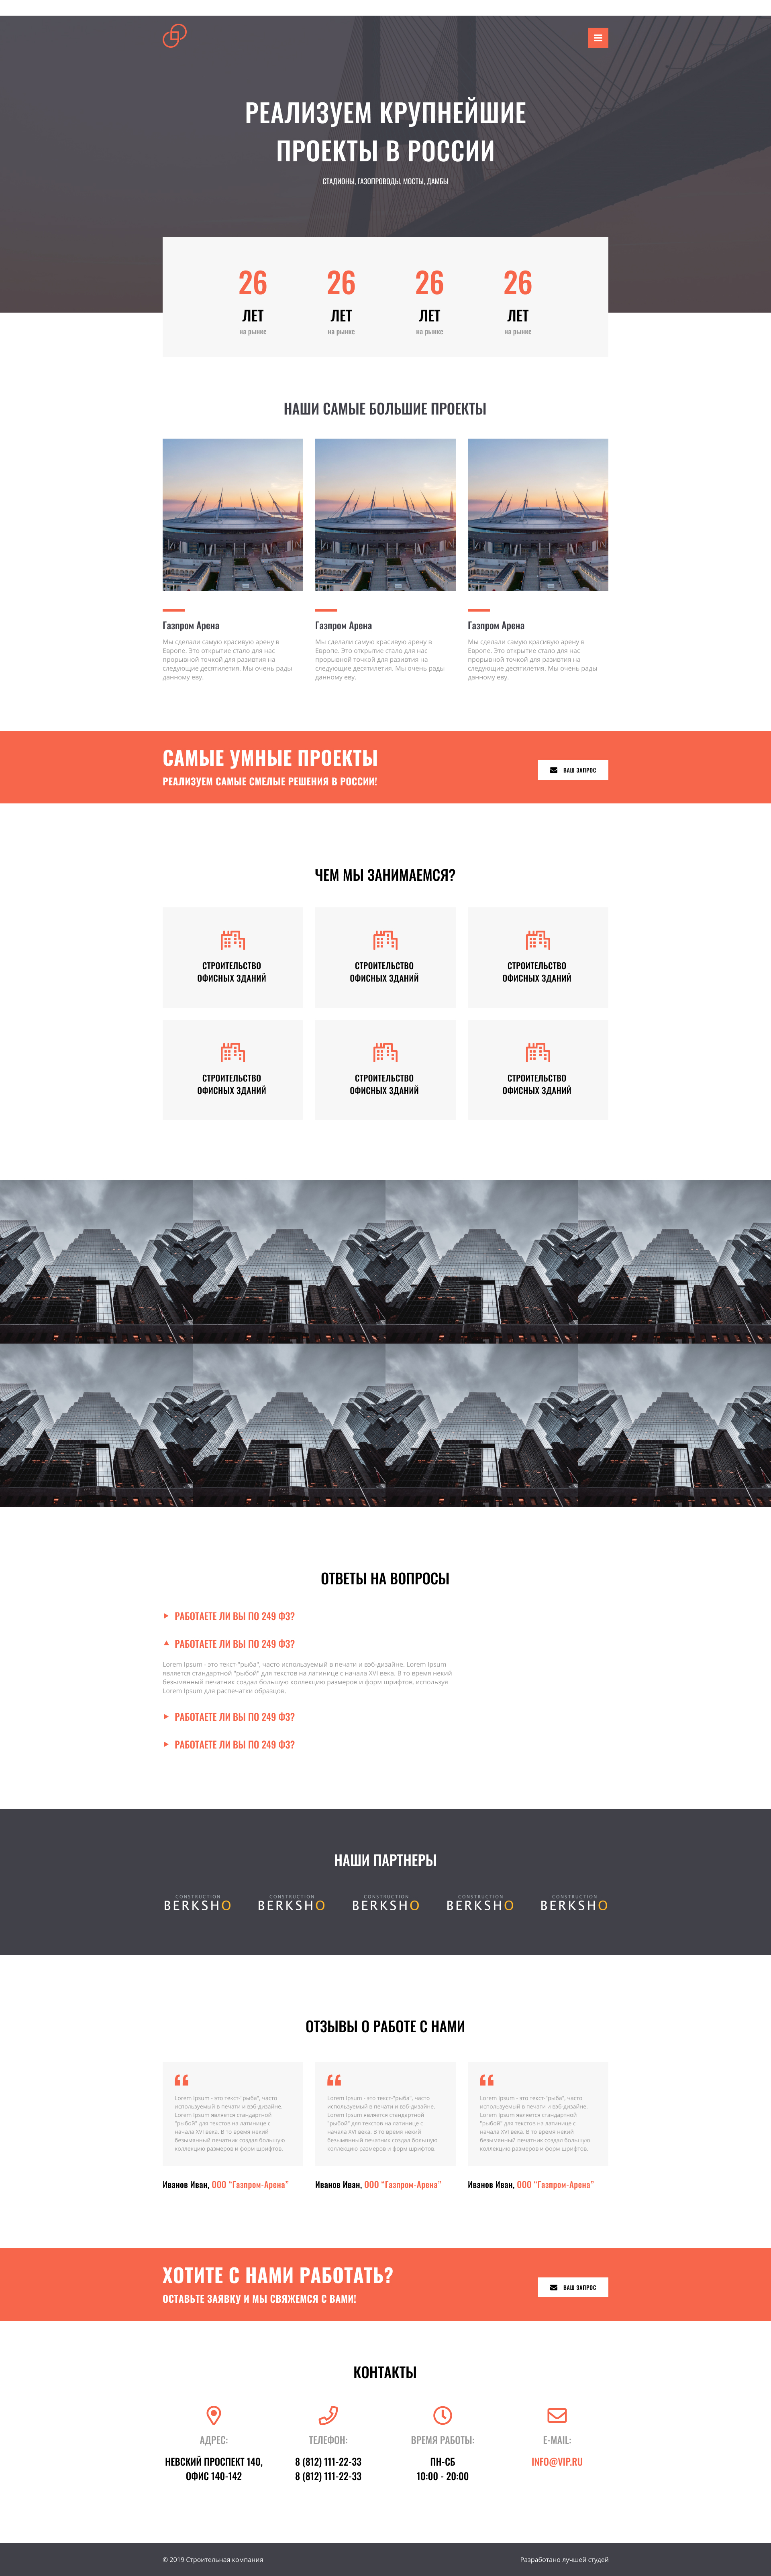 РЕАЛИЗУЕМ КРУПНЕЙШИЕ
ПРОЕКТЫ В РОССИИ
СТАДИОНЫ, ГАЗОПРОВОДЫ, МОСТЫ, ДАМБЫ
26
ЛЕТ
на рынке
26
ЛЕТ
на рынке
26
ЛЕТ
на рынке
26
ЛЕТ
на рынке
НАШИ САМЫЕ БОЛЬШИЕ ПРОЕКТЫ
Газпром Арена
Мы сделали самую красивую арену в
Европе. Это открытие стало для нас
прорывной точкой для разивтия на
следующие десятилетия. Мы очень рады
данному еву.
Газпром Арена
Мы сделали самую красивую арену в
Европе. Это открытие стало для нас
прорывной точкой для разивтия на
следующие десятилетия. Мы очень рады
данному еву.
Газпром Арена
Мы сделали самую красивую арену в
Европе. Это открытие стало для нас
прорывной точкой для разивтия на
следующие десятилетия. Мы очень рады
данному еву.
САМЫЕ УМНЫЕ ПРОЕКТЫ
РЕАЛИЗУЕМ САМЫЕ СМЕЛЫЕ РЕШЕНИЯ В РОССИИ!
ВАШ ЗАПРОС
ЧЕМ МЫ ЗАНИМАЕМСЯ?
СТРОИТЕЛЬСТВО
ОФИСНЫХ ЗДАНИЙ
СТРОИТЕЛЬСТВО
ОФИСНЫХ ЗДАНИЙ
СТРОИТЕЛЬСТВО
ОФИСНЫХ ЗДАНИЙ
СТРОИТЕЛЬСТВО
ОФИСНЫХ ЗДАНИЙ
СТРОИТЕЛЬСТВО
ОФИСНЫХ ЗДАНИЙ
СТРОИТЕЛЬСТВО
ОФИСНЫХ ЗДАНИЙ
ОТВЕТЫ НА ВОПРОСЫ
РАБОТАЕТЕ ЛИ ВЫ ПО 249 ФЗ?
РАБОТАЕТЕ ЛИ ВЫ ПО 249 ФЗ?
Lorem Ipsum - это текст-"рыба", часто используемый в печати и вэб-дизайне. Lorem Ipsum
является стандартной "рыбой" для текстов на латинице с начала XVI века. В то время некий
безымянный печатник создал большую коллекцию размеров и форм шрифтов, используя
Lorem Ipsum для распечатки образцов.
РАБОТАЕТЕ ЛИ ВЫ ПО 249 ФЗ?
РАБОТАЕТЕ ЛИ ВЫ ПО 249 ФЗ?
НАШИ ПАРТНЕРЫ
CONSTRUCTION
BERKSHO
CONSTRUCTION
BERKSHO
CONSTRUCTION
BERKSHO
CONSTRUCTION
BERKSHO
CONSTRUCTION
BERKSHO
ОТЗЫВЫ О РАБОТЕ С НАМИ
Lorem Ipsum - это текст-"рыба", часто
используемый в печати и вэб-дизайне.
Lorem Ipsum является стандартной
"рыбой" для текстов на латинице с
начала XVI века. В то время некий
безымянный печатник создал большую
коллекцию размеров и форм шрифтов.
Иванов Иван, ООО “Газпром-Арена”
Lorem Ipsum - это текст-"рыба", часто
используемый в печати и вэб-дизайне.
Lorem Ipsum является стандартной
"рыбой" для текстов на латинице с
начала XVI века. В то время некий
безымянный печатник создал большую
коллекцию размеров и форм шрифтов.
Иванов Иван, ООО “Газпром-Арена”
Lorem Ipsum - это текст-"рыба", часто
используемый в печати и вэб-дизайне.
Lorem Ipsum является стандартной
"рыбой" для текстов на латинице с
начала XVI века. В то время некий
безымянный печатник создал большую
коллекцию размеров и форм шрифтов.
Иванов Иван, ООО “Газпром-Арена”
ХОТИТЕ С НАМИ РАБОТАТЬ?
ОСТАВЬТЕ ЗАЯВКУ И МЫ СВЯЖЕМСЯ С ВАМИ!
ВАШ ЗАПРОС
КОНТАКТЫ
АДРЕС:
НЕВСКИЙ ПРОСПЕКТ 140,
ОФИС 140-142
ТЕЛЕФОН:
8 (812) 111-22-33
8 (812) 111-22-33
ВРЕМЯ РАБОТЫ:
ПН-СБ
10:00 - 20:00
E-MAIL:
INFO@VIP.RU
© 2019 Строительная компания
Разработано лучшей студей